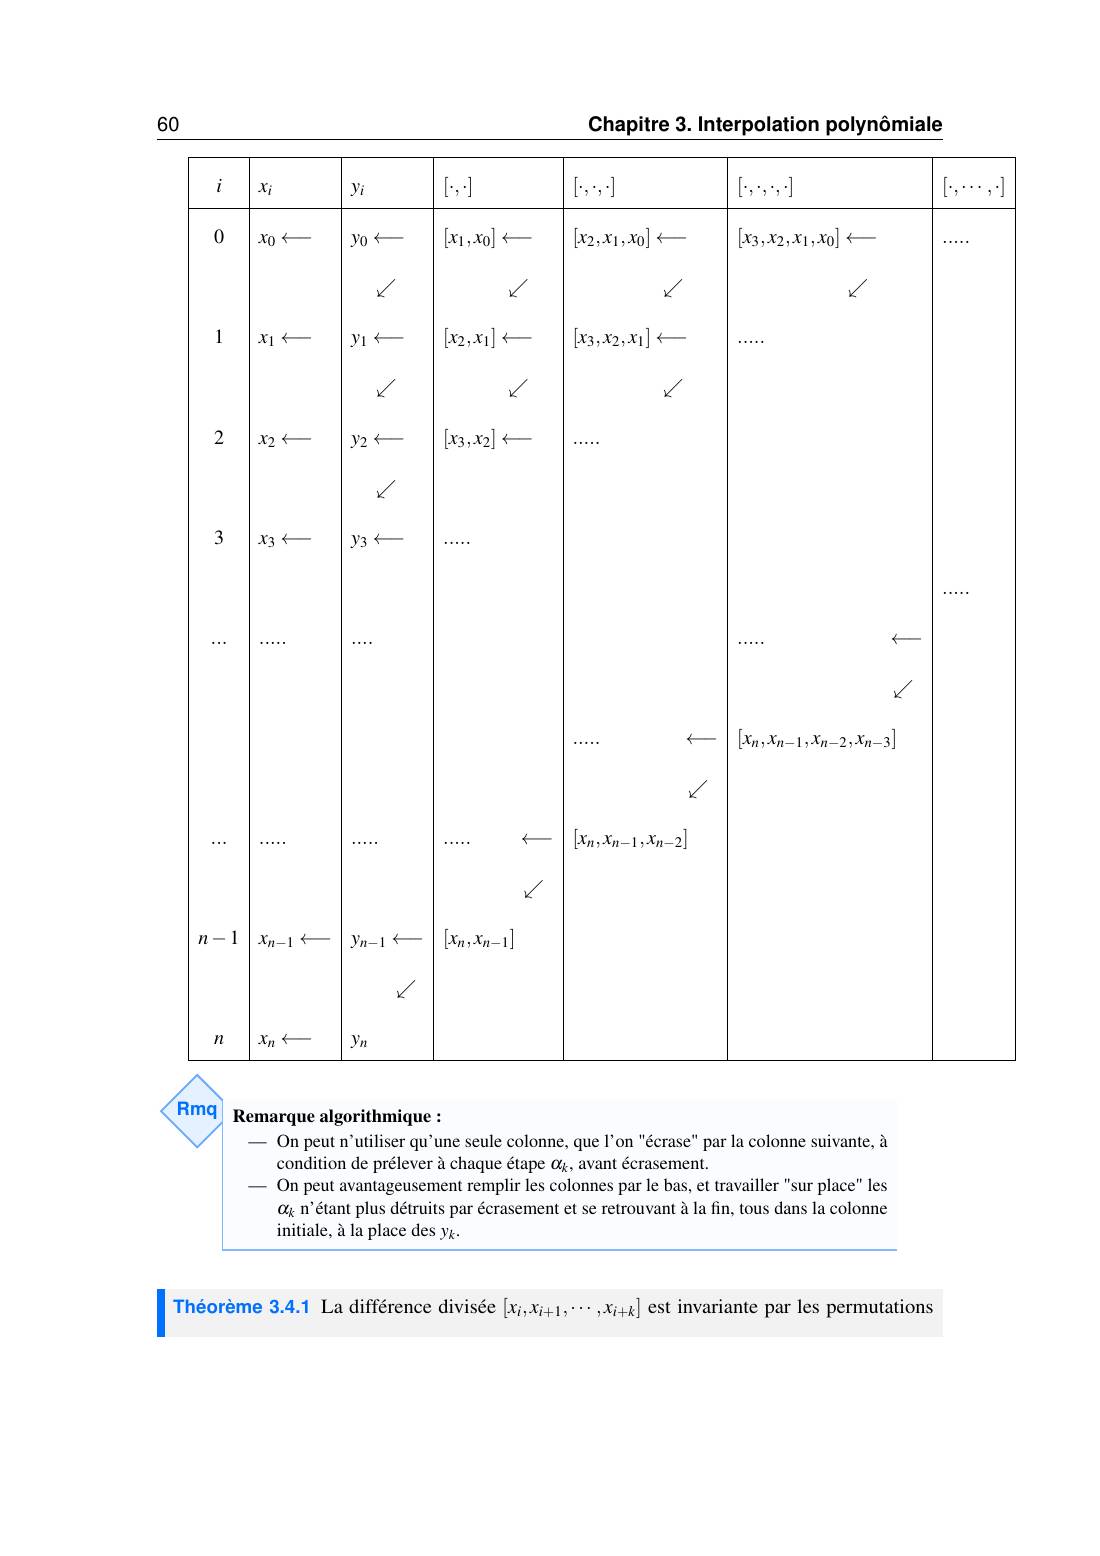 60 Chapitre 3. Interpolation polynômiale
i x_i y_i [·,·] [·,·,·] [·,·,·,·] [·,··· ,·]
0 x_0 ⟵ y_0 ⟵ [x_1,x_0] ⟵ [x_2,x_1,x_0] ⟵ [x_3,x_2,x_1,x_0] ⟵ .....
↙ ↙ ↙ ↙
1 x_1 ⟵ y_1 ⟵ [x_2,x_1] ⟵ [x_3,x_2,x_1] ⟵ .....
↙ ↙ ↙
2 x_2 ⟵ y_2 ⟵ [x_3,x_2] ⟵ .....
↙
3 x_3 ⟵ y_3 ⟵ .....
.....
... ..... .... ..... ⟵
↙
..... ⟵ [x_n,x_{n−1},x_{n−2},x_{n−3}]
↙
... ..... ..... ..... ⟵ [x_n,x_{n−1},x_{n−2}]
↙
n−1 x_{n−1} ⟵ y_{n−1} ⟵ [x_n,x_{n−1}]
↙
n x_n ⟵ y_n
Rmq
Remarque algorithmique :
— On peut n'utiliser qu'une seule colonne, que l'on "écrase" par la colonne suivante, à
condition de prélever à chaque étape α_k, avant écrasement.
— On peut avantageusement remplir les colonnes par le bas, et travailler "sur place" les
α_k n'étant plus détruits par écrasement et se retrouvant à la fin, tous dans la colonne
initiale, à la place des y_k.
Théorème 3.4.1 La différence divisée [x_i,x_{i+1},··· ,x_{i+k}] est invariante par les permutations